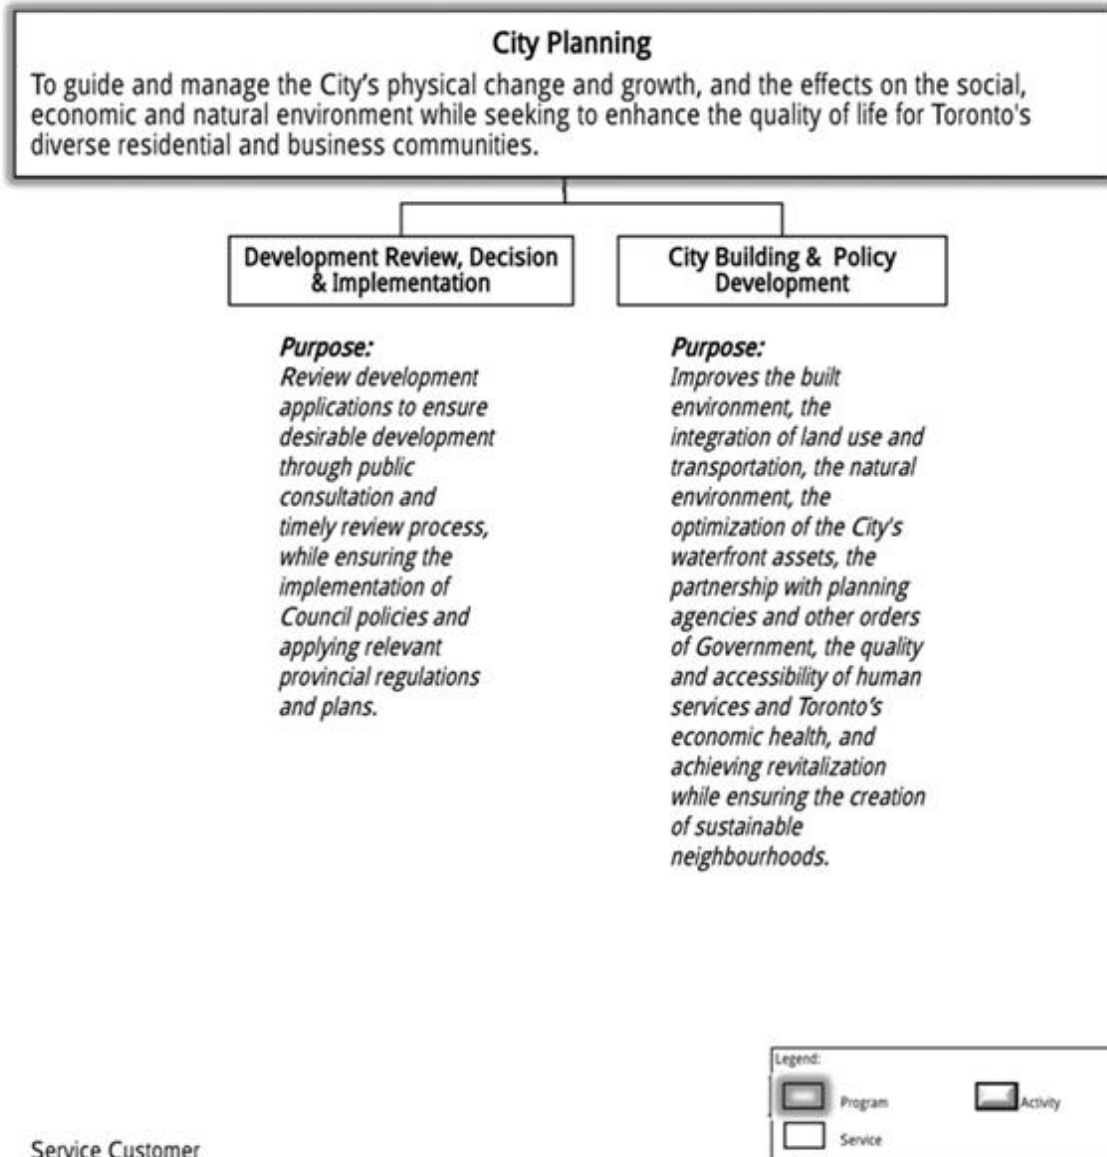 City Planning
To guide and manage the City's physical change and growth, and the effects on the social,
economic and natural environment while seeking to enhance the quality of life for Toronto's
diverse residential and business communities.
Development Review, Decision
& Implementation
City Building & Policy
Development
Purpose:
Review development
applications to ensure
desirable development
through public
consultation and
timely review process,
while ensuring the
implementation of
Council policies and
applying relevant
provincial regulations
and plans.
Purpose:
Improves the built
environment, the
integration of land use and
transportation, the natural
environment, the
optimization of the City's
waterfront assets, the
partnership with planning
agencies and other orders
of Government, the quality
and accessibility of human
services and Toronto's
economic health, and
achieving revitalization
while ensuring the creation
of sustainable
neighbourhoods.
Legend:
Program
Activity
Service
Service Customer